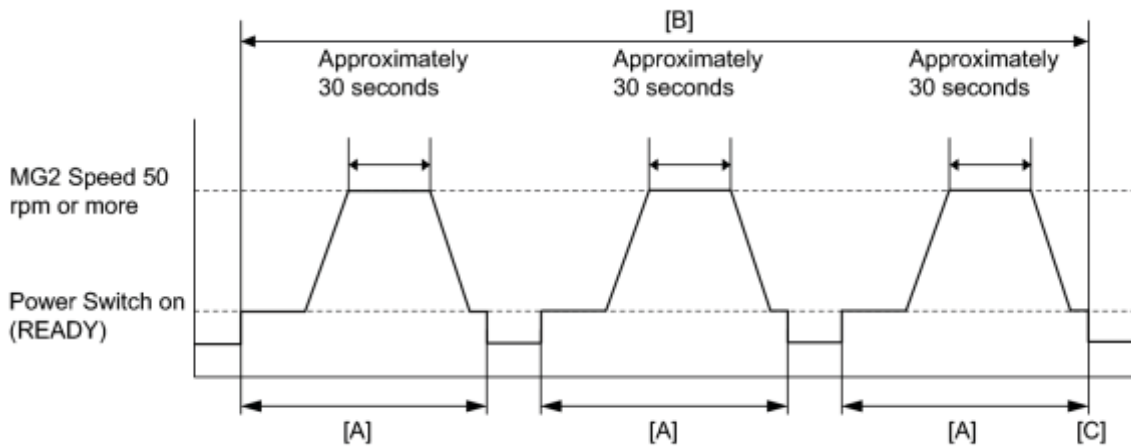 [B]
Approximately
30 seconds
Approximately
30 seconds
Approximately
30 seconds
MG2 Speed 50
rpm or more
Power Switch on
(READY)
[A]
[A]
[A]
[C]